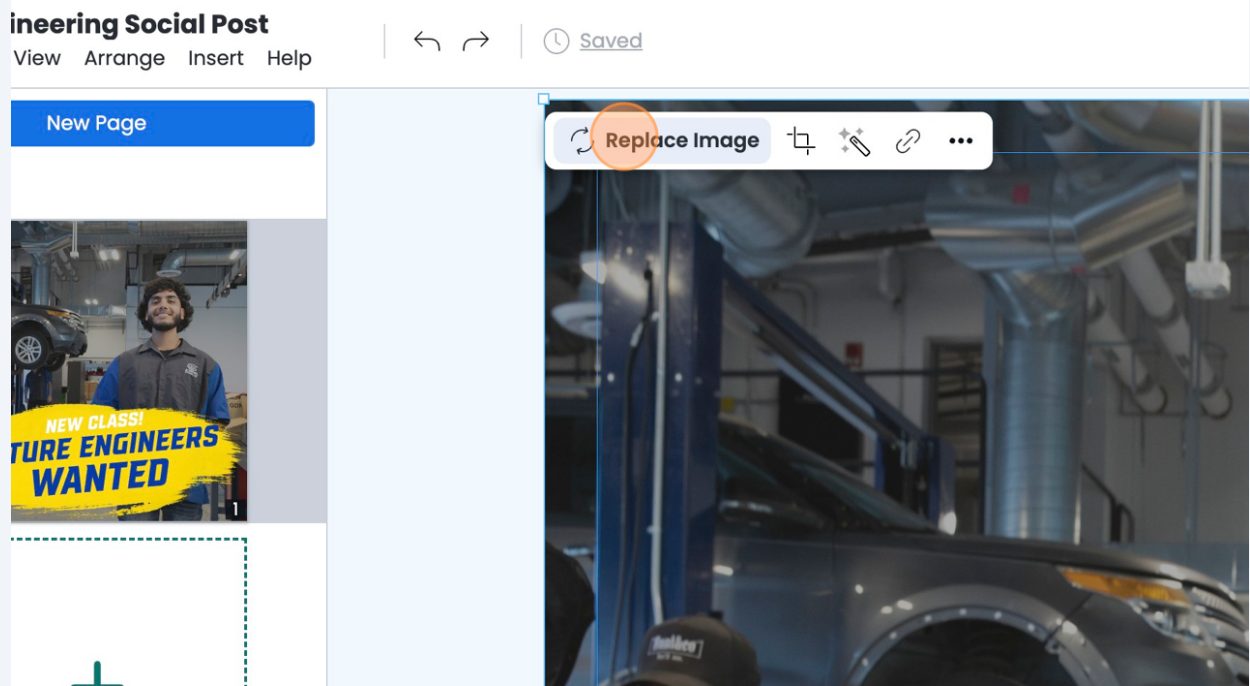 ineering Social Post
View Arrange Insert Help
Saved
New Page
Replace Image
NEW CLASS!
TURE ENGINEERS
WANTED
1